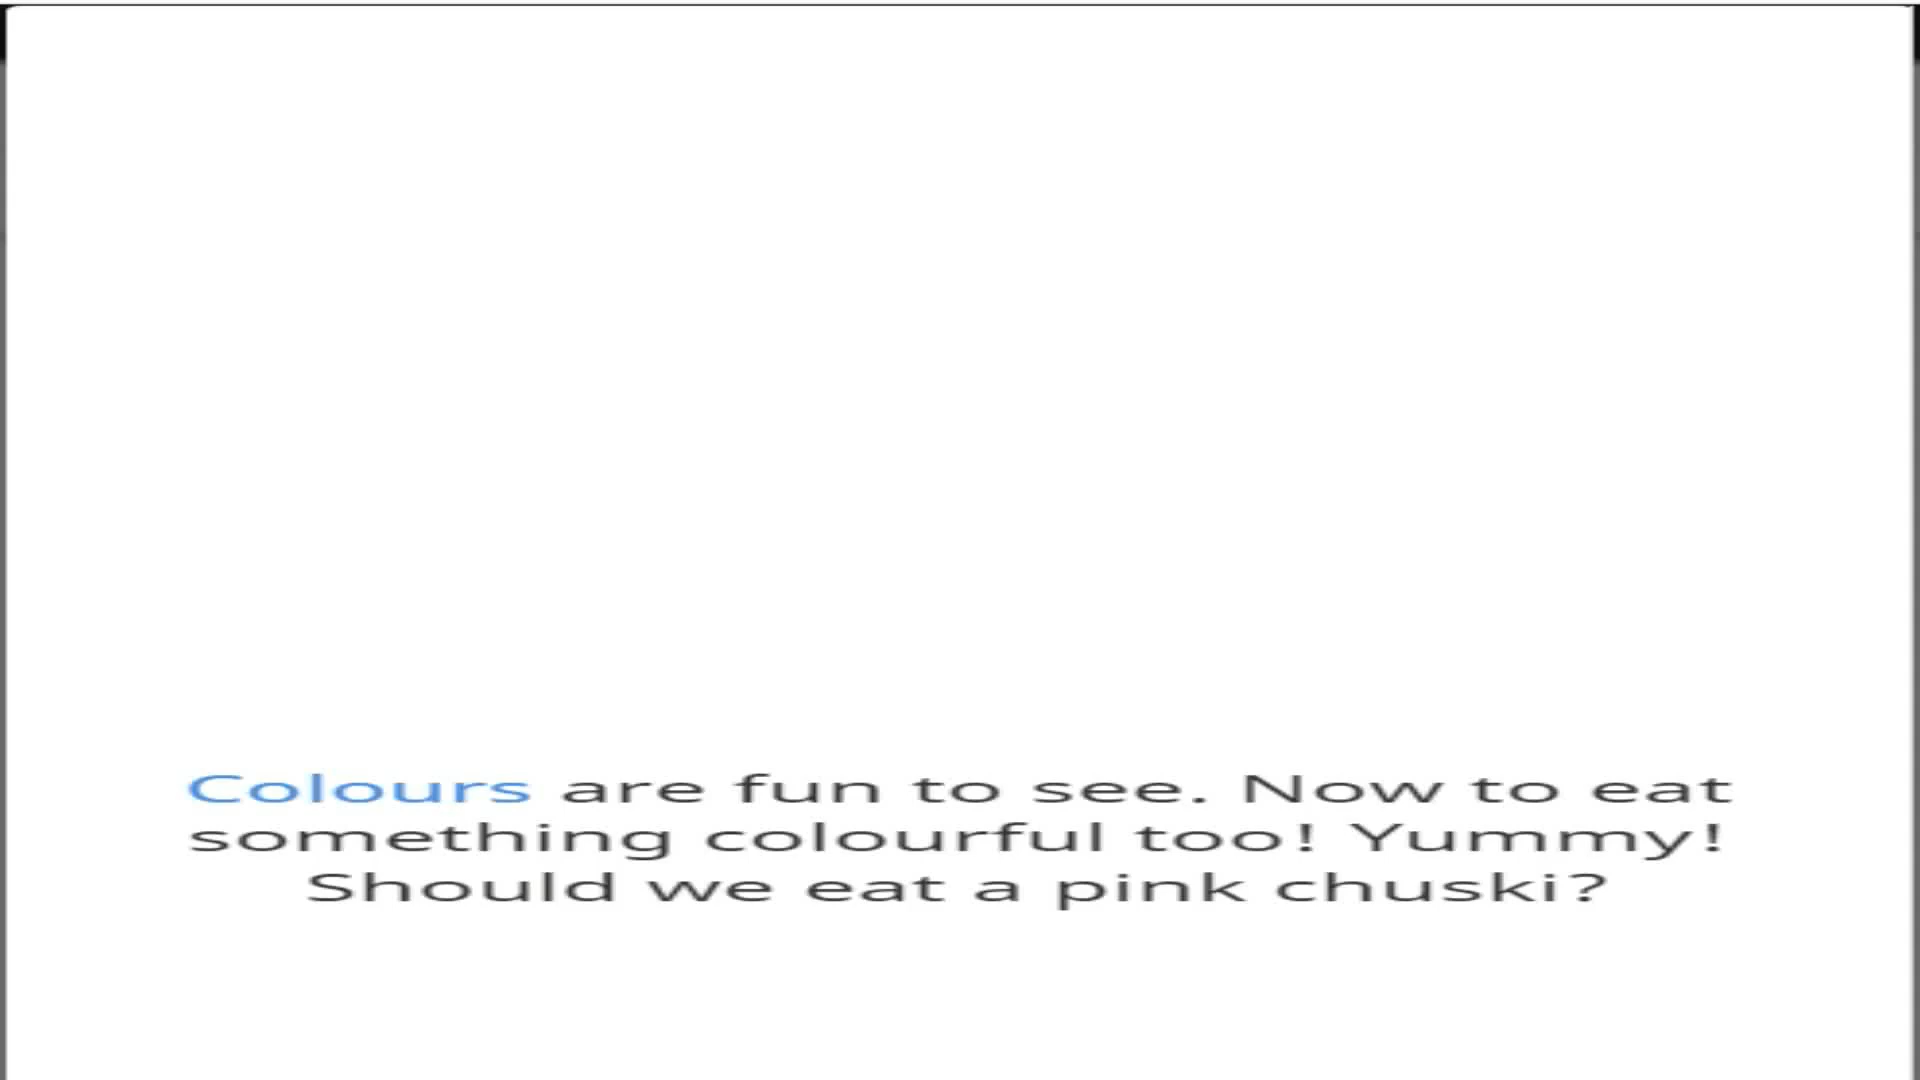 Colours are fun to see. Now to eat
something colourful too! Yummy!
Should we eat a pink chuski?